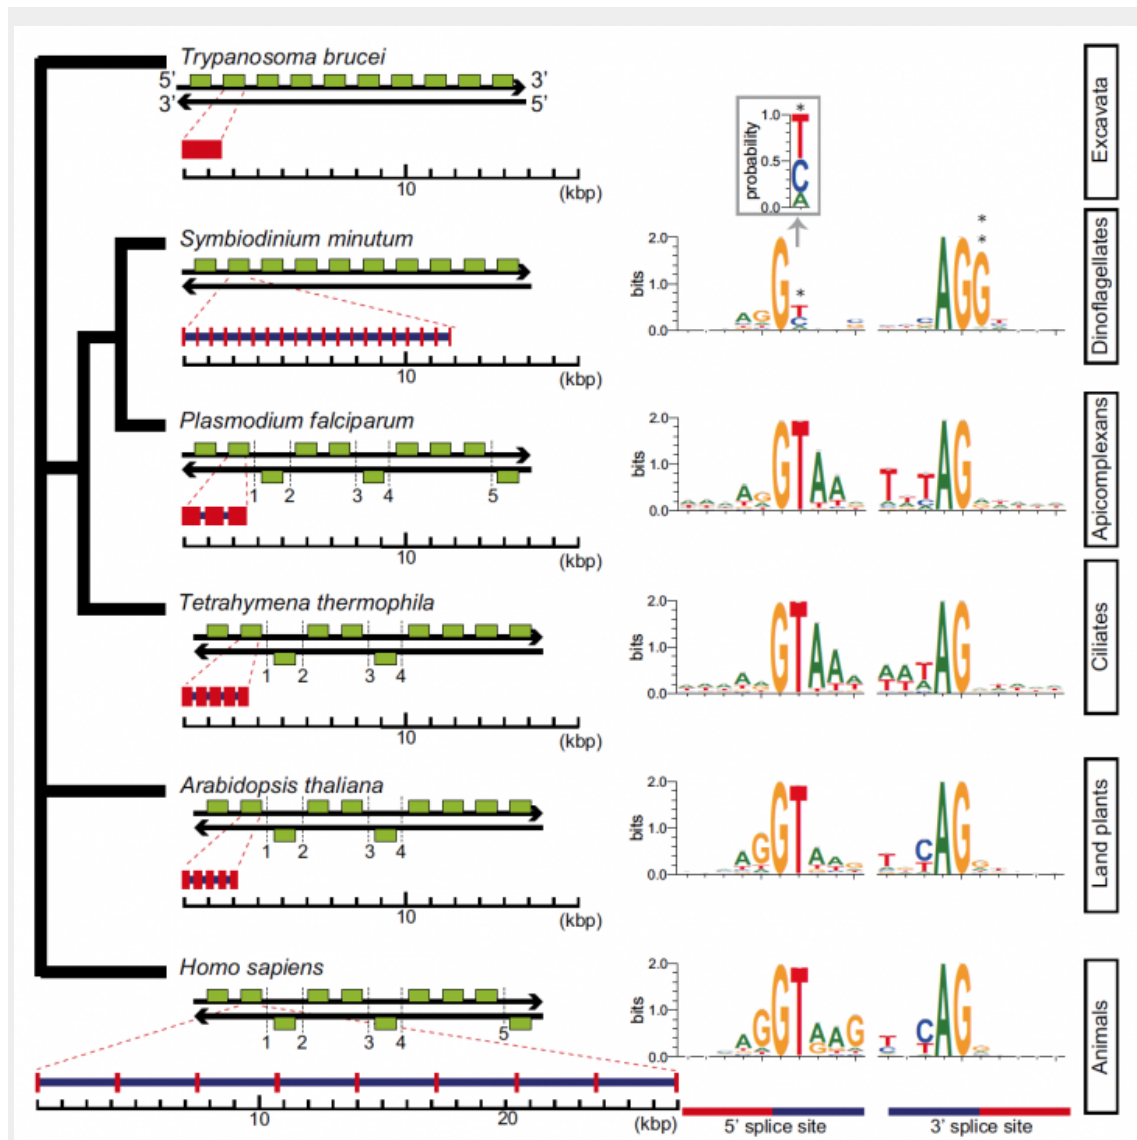 Trypanosoma brucei
5’ 3’
3’ 5’
10
(kbp)
Excavata
*
1.0
0.5
0.0
probability
T
C
A
Symbiodinium minutum
10
(kbp)
2.0
1.0
0.0
bits
A G G T C
*
C A G G
*
*
Dinoflagellates
Plasmodium falciparum
1 2 3 4 5
10
(kbp)
2.0
1.0
0.0
bits
A G G T A A
T T T A G
Apicomplexans
Tetrahymena thermophila
1 2 3 4
10
(kbp)
2.0
1.0
0.0
bits
A G T A A
A A T A G
T T A
Ciliates
Arabidopsis thaliana
1 2 3 4
10
(kbp)
2.0
1.0
0.0
bits
A G G T A A G
T C A G G
T
Land plants
Homo sapiens
1 2 3 4 5
10 20 (kbp)
2.0
1.0
0.0
bits
A G G T A A G
G
T C A G
C T
Animals
5’ splice site
3’ splice site